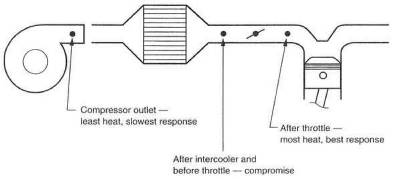 Compressor outlet —
least heat, slowest response
After throttle —
most heat, best response
After intercooler and
before throttle — compromise